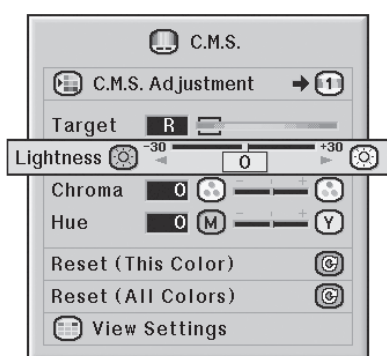 C.M.S.
C.M.S. Adjustment 1
Target R
Lightness -30 0 +30
Chroma 0 - +
Hue 0 M - + Y
Reset (This Color)
Reset (All Colors)
View Settings